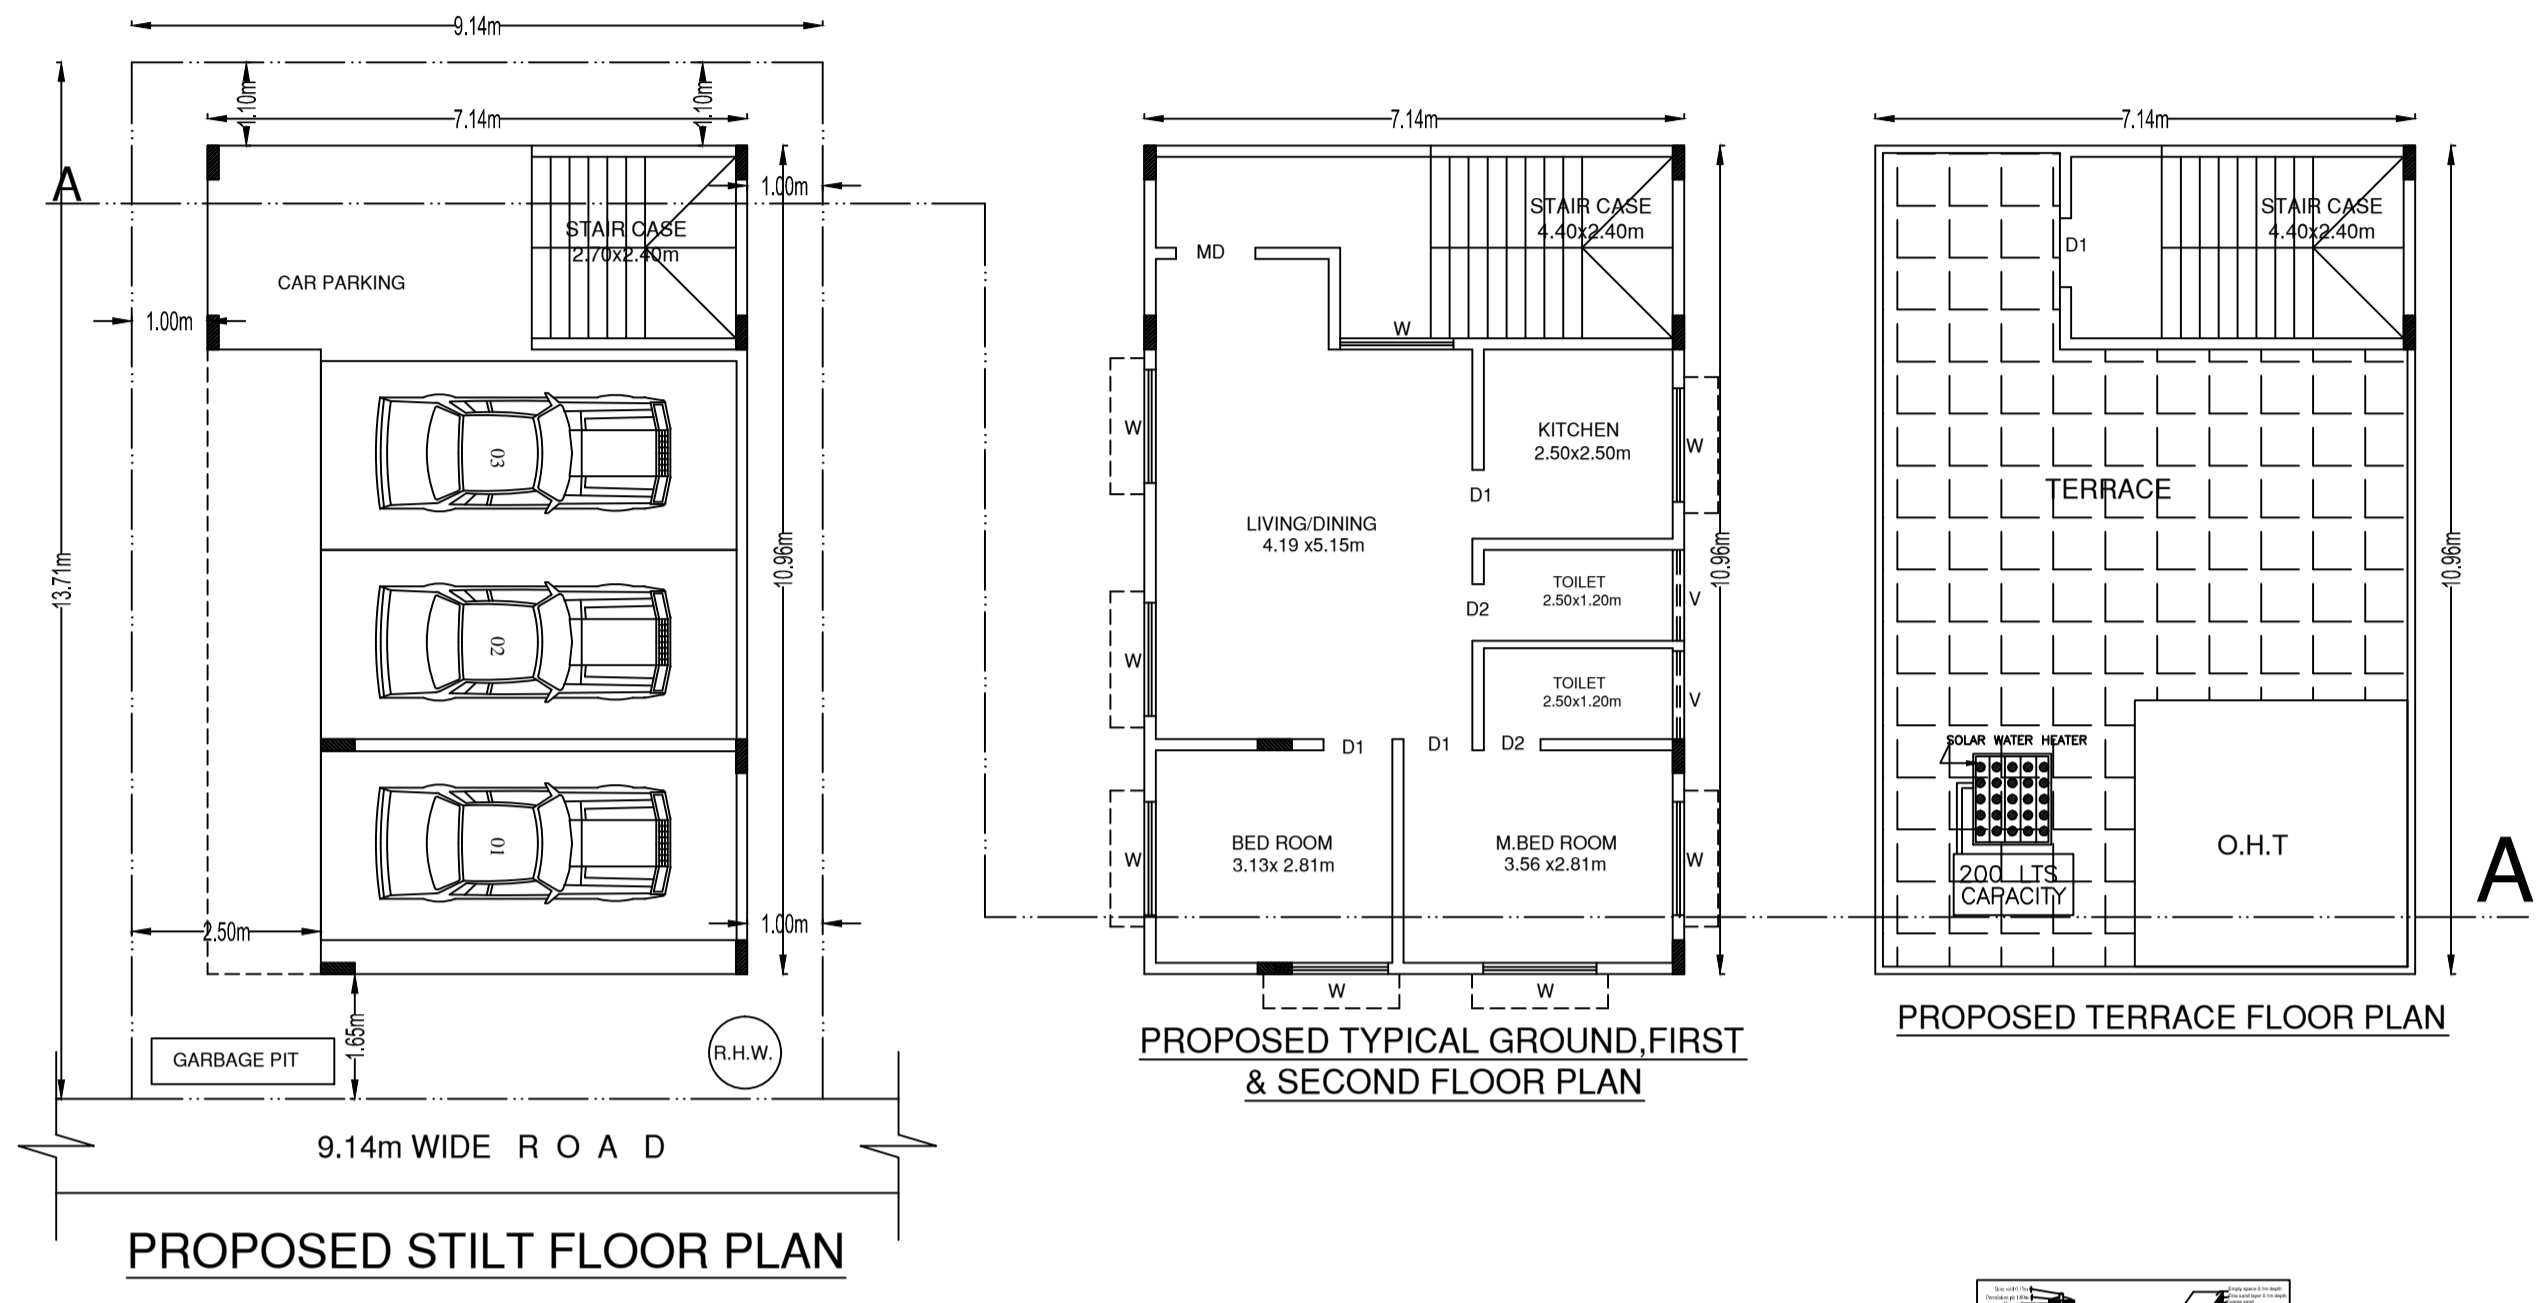 9.14m
1.10m
1.10m
7.14m
A
1.00m
STAIR CASE
2.70x2.40m
CAR PARKING
1.00m
03
13.71m
10.96m
02
01
2.50m
1.00m
1.65m
GARBAGE PIT
R.H.W.
9.14m WIDE R O A D
PROPOSED STILT FLOOR PLAN
7.14m
STAIR CASE
4.40x2.40m
MD
W
W
KITCHEN
2.50x2.50m
W
D1
LIVING/DINING
4.19 x5.15m
10.96m
TOILET
2.50x1.20m
V
D2
W
TOILET
2.50x1.20m
V
D1
D1
D2
W
BED ROOM
3.13x 2.81m
M.BED ROOM
3.56 x2.81m
W
W
W
PROPOSED TYPICAL GROUND,FIRST
& SECOND FLOOR PLAN
7.14m
STAIR CASE
4.40x2.40m
D1
TERRACE
10.96m
SOLAR WATER HEATER
200 LTS
CAPACITY
O.H.T
A
PROPOSED TERRACE FLOOR PLAN